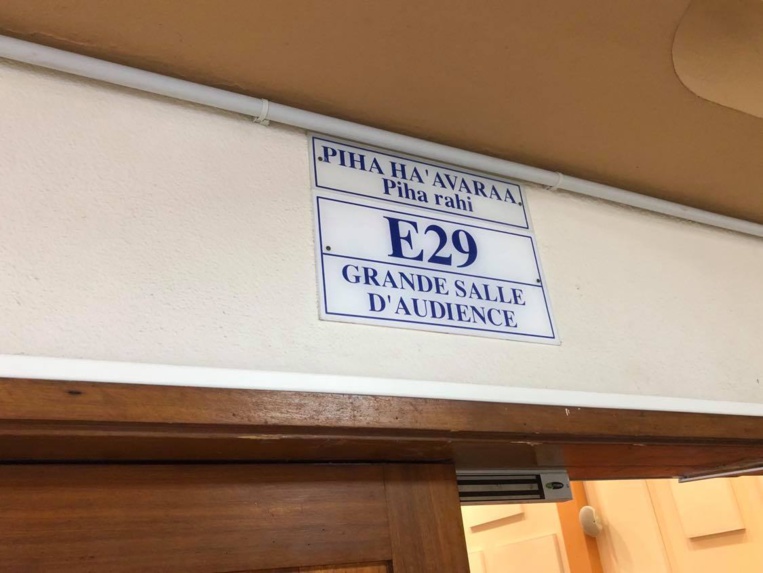 PIHA HA'AVARAA
Piha rahi
E29
GRANDE SALLE
D'AUDIENCE